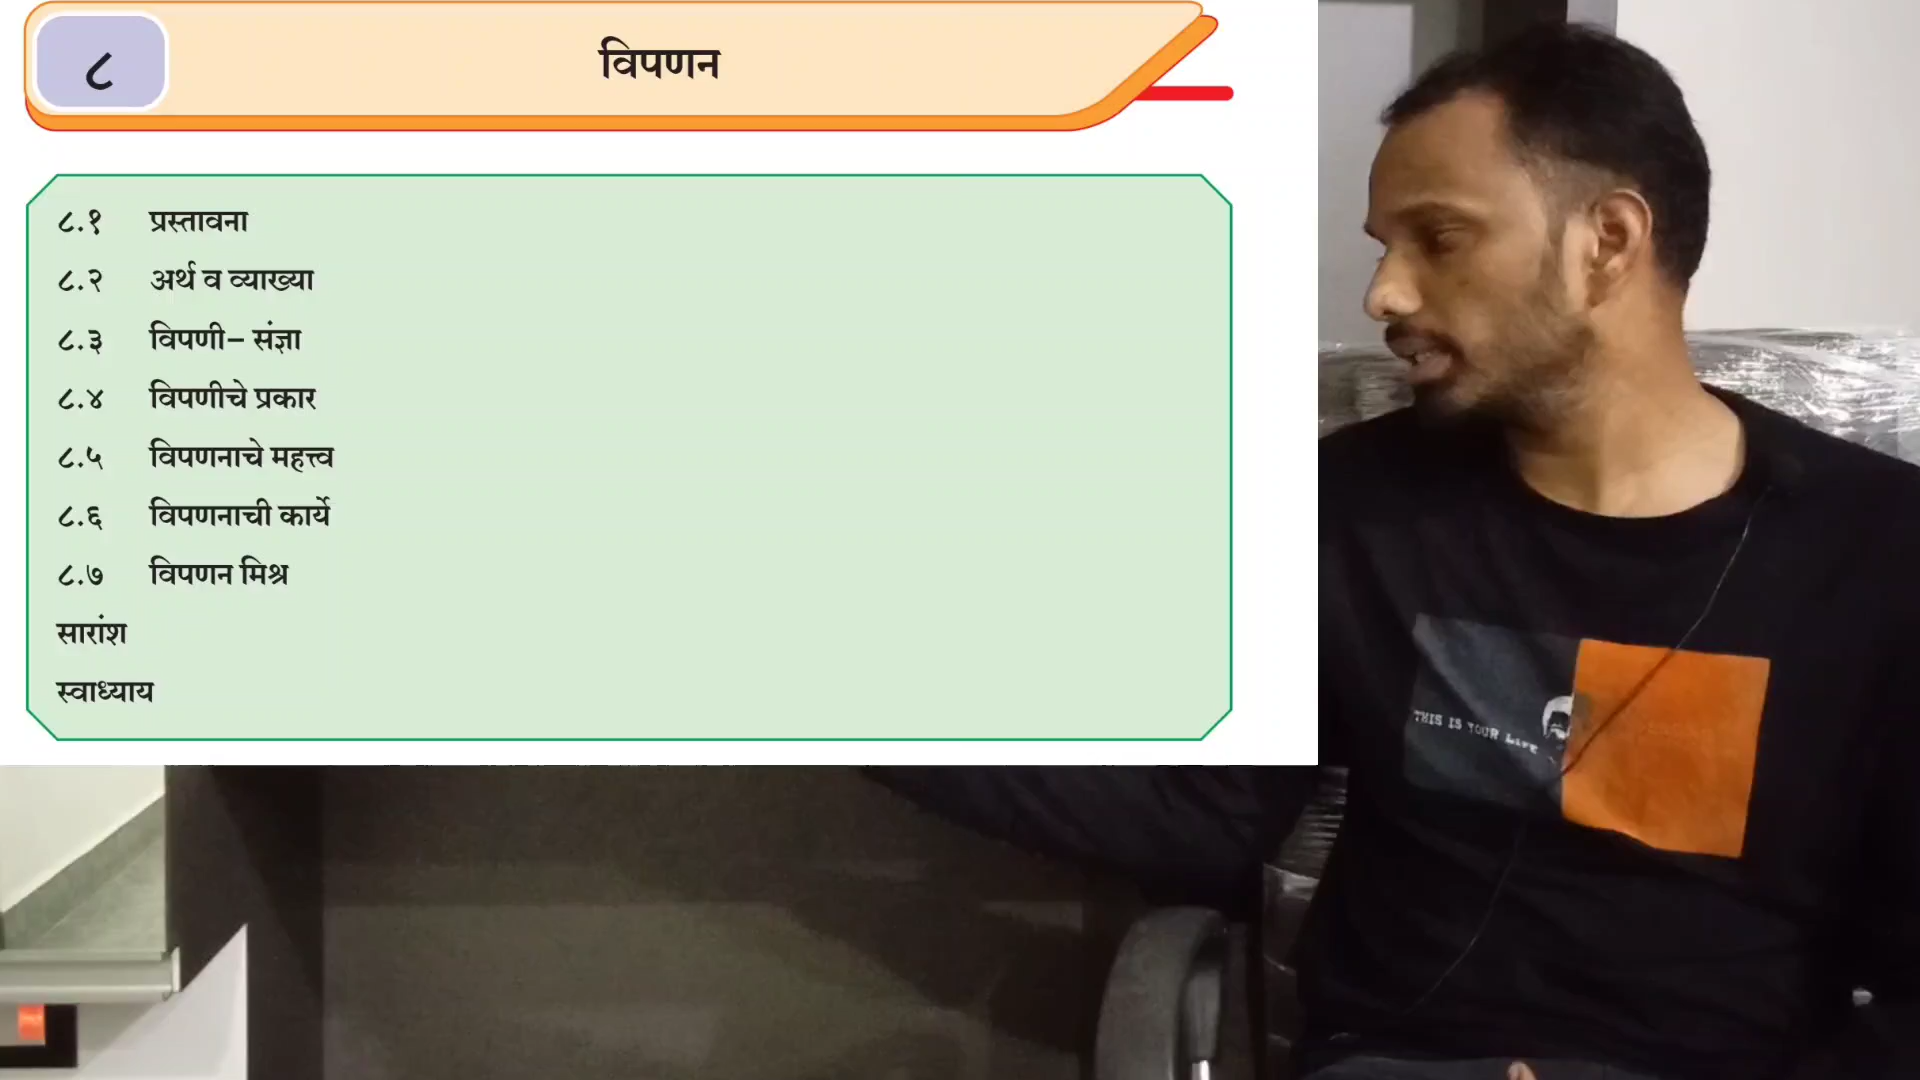 ८
विपणन
८.१ प्रस्तावना
८.२ अर्थ व व्याख्या
८.३ विपणी– संज्ञा
८.४ विपणीचे प्रकार
८.५ विपणनाचे महत्त्व
८.६ विपणनाची कार्ये
८.७ विपणन मिश्र
सारांश
स्वाध्याय
THIS IS YOUR LIFE